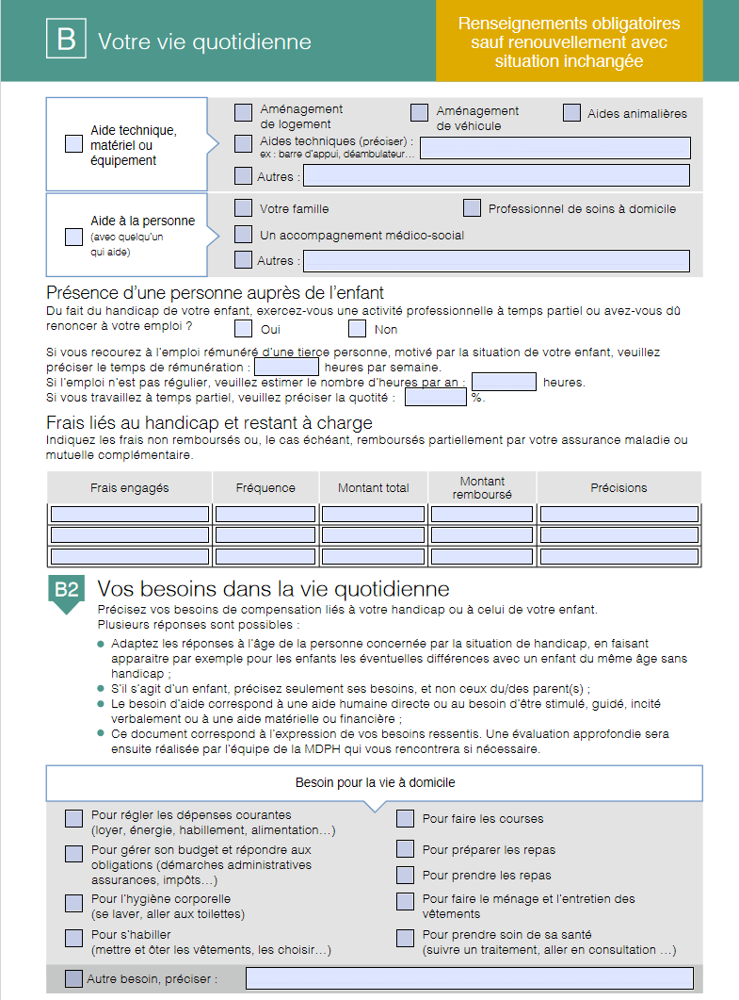 B Votre vie quotidienne
Renseignements obligatoires
sauf renouvellement avec
situation inchangée
Aide technique,
matériel ou
équipement
Aménagement
de logement
Aménagement
de véhicule
Aides animalières
Aides techniques (préciser) :
ex : barre d'appui, déambulateur...
Autres :
Aide à la personne
(avec quelqu'un
qui aide)
Votre famille
Professionnel de soins à domicile
Un accompagnement médico-social
Autres :
Présence d'une personne auprès de l'enfant
Du fait du handicap de votre enfant, exercez-vous une activité professionnelle à temps partiel ou avez-vous dû
renoncer à votre emploi ? Oui Non
Si vous recourez à l'emploi rémunéré d'une tierce personne, motivé par la situation de votre enfant, veuillez
préciser le temps de rémunération : heures par semaine.
Si l'emploi n'est pas régulier, veuillez estimer le nombre d'heures par an : heures.
Si vous travaillez à temps partiel, veuillez préciser la quotité : %.
Frais liés au handicap et restant à charge
Indiquez les frais non remboursés ou, le cas échéant, remboursés partiellement par votre assurance maladie ou
mutuelle complémentaire.
Frais engagés
Fréquence
Montant total
Montant
remboursé
Précisions
B2 Vos besoins dans la vie quotidienne
Précisez vos besoins de compensation liés à votre handicap ou à celui de votre enfant.
Plusieurs réponses sont possibles :
• Adaptez les réponses à l'âge de la personne concernée par la situation de handicap, en faisant
apparaitre par exemple pour les enfants les éventuelles différences avec un enfant du même âge sans
handicap ;
• S'il s'agit d'un enfant, précisez seulement ses besoins, et non ceux du/des parent(s) ;
• Le besoin d'aide correspond à une aide humaine directe ou au besoin d'être stimulé, guidé, incité
verbalement ou à une aide matérielle ou financière ;
• Ce document correspond à l'expression de vos besoins ressentis. Une évaluation approfondie sera
ensuite réalisée par l'équipe de la MDPH qui vous rencontrera si nécessaire.
Besoin pour la vie à domicile
Pour régler les dépenses courantes
(loyer, énergie, habillement, alimentation...)
Pour gérer son budget et répondre aux
obligations (démarches administratives
assurances, impôts...)
Pour l'hygiène corporelle
(se laver, aller aux toilettes)
Pour s'habiller
(mettre et ôter les vêtements, les choisir...)
Pour faire les courses
Pour préparer les repas
Pour prendre les repas
Pour faire le ménage et l'entretien des
vêtements
Pour prendre soin de sa santé
(suivre un traitement, aller en consultation ...)
Autre besoin, préciser :